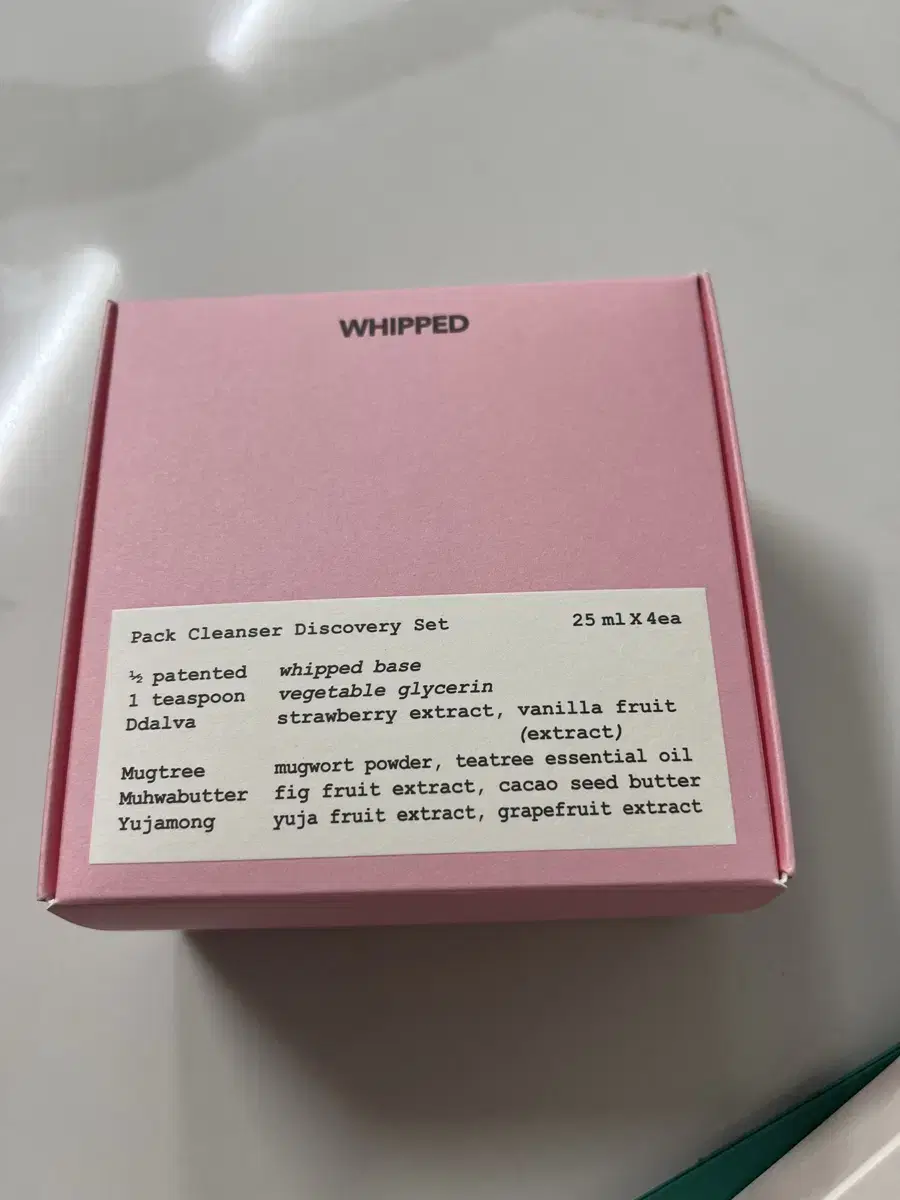 WHIPPED
Pack Cleanser Discovery Set 25 ml X 4ea
½ patented whipped base
1 teaspoon vegetable glycerin
Ddalva strawberry extract, vanilla fruit
(extract)
Mugtree mugwort powder, teatree essential oil
Muhwabutter fig fruit extract, cacao seed butter
Yujamong yuja fruit extract, grapefruit extract